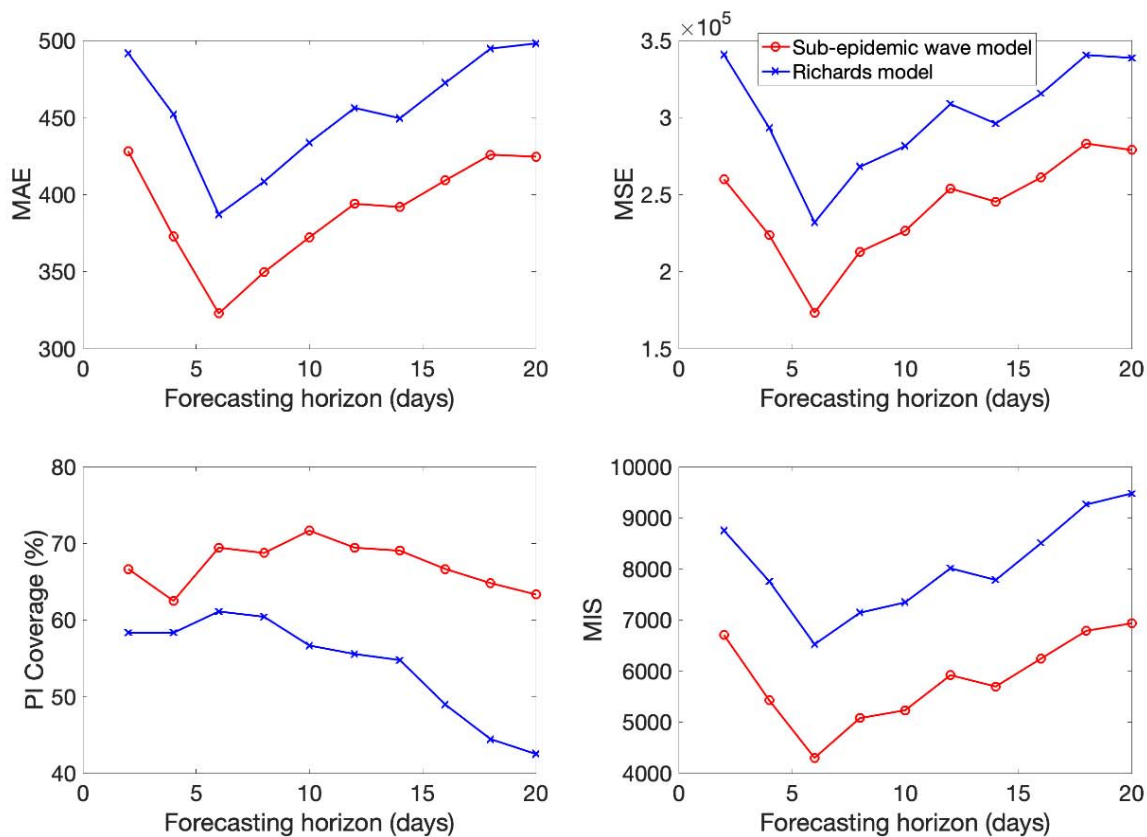 500
450
400
350
300
MAE
0 5 10 15 20
Forecasting horizon (days)
× 10⁵
3.5
3
2.5
2
1.5
MSE
Sub-epidemic wave model
Richards model
0 5 10 15 20
Forecasting horizon (days)
80
70
60
50
40
PI Coverage (%)
0 5 10 15 20
Forecasting horizon (days)
10000
9000
8000
7000
6000
5000
4000
MIS
0 5 10 15 20
Forecasting horizon (days)